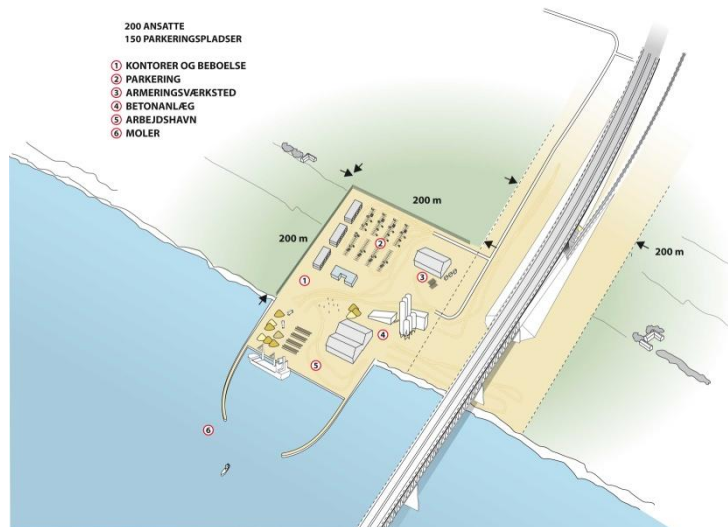 200 ANSATTE
150 PARKERINGSPLADSER
1 KONTORER OG BEBOELSE
2 PARKERING
3 ARMERINGSVÆRKSTED
4 BETONANLÆG
5 ARBEJDSHAVN
6 MOLER
200 m
200 m
200 m
2
3
1
4
5
6